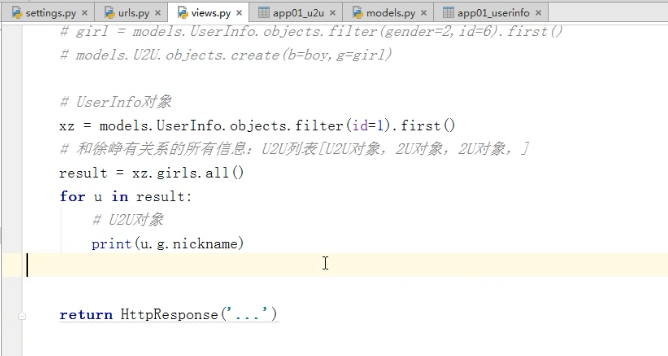 settings.py × urls.py × views.py × app01_u2u × models.py × app01_userinfo ×
# girl = models.UserInfo.objects.filter(gender=2,id=6).first()
# models.U2U.objects.create(b=boy,g=girl)
# UserInfo对象
xz = models.UserInfo.objects.filter(id=1).first()
# 和徐峥有关系的所有信息：U2U列表[U2U对象，2U对象，2U对象，]
result = xz.girls.all()
for u in result:
# U2U对象
print(u.g.nickname)
return HttpResponse('...')